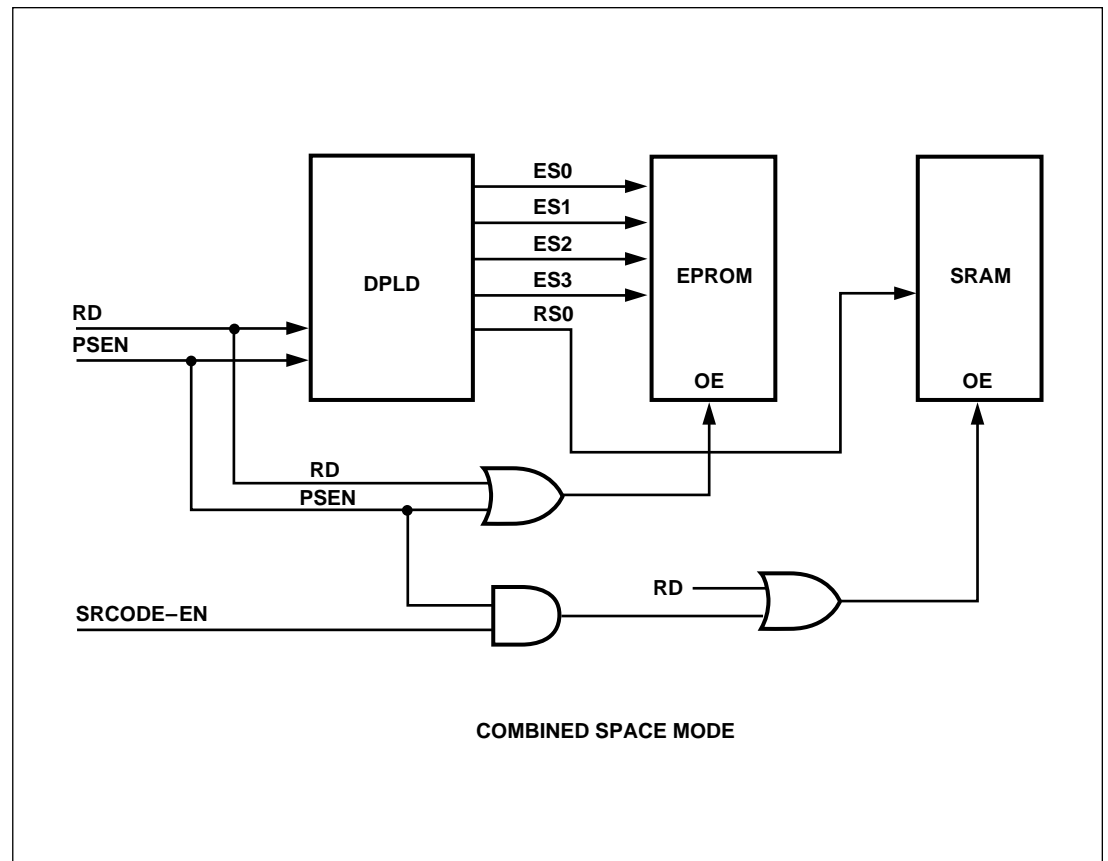 ES0
ES1
ES2
ES3
RS0
DPLD
EPROM
SRAM
RD
PSEN
OE
OE
RD
PSEN
RD
SRCODE–EN
COMBINED SPACE MODE